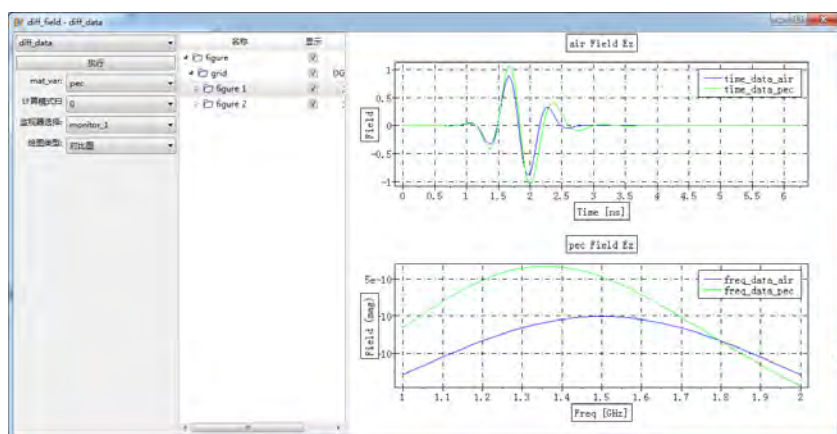 diff_field - diff_data
diff_data
执行
mat_var: pec
计算模式归 0
监视器选择: monitor_1
绘图类型: 对比图
名称 显示
figure
grid DG
figure 1
figure 2
air Field Ez
time_data_air
time_data_pec
1
0.5
0
-0.5
-1
Field
0 0.5 1 1.5 2 2.5 3 3.5 4 4.5 5 5.5 6
Time [ns]
pec Field Ez
freq_data_air
freq_data_pec
5e-10
-10
-10
Field (mag)
1 1.1 1.2 1.3 1.4 1.5 1.6 1.7 1.8 1.9 2
Freq [GHz]